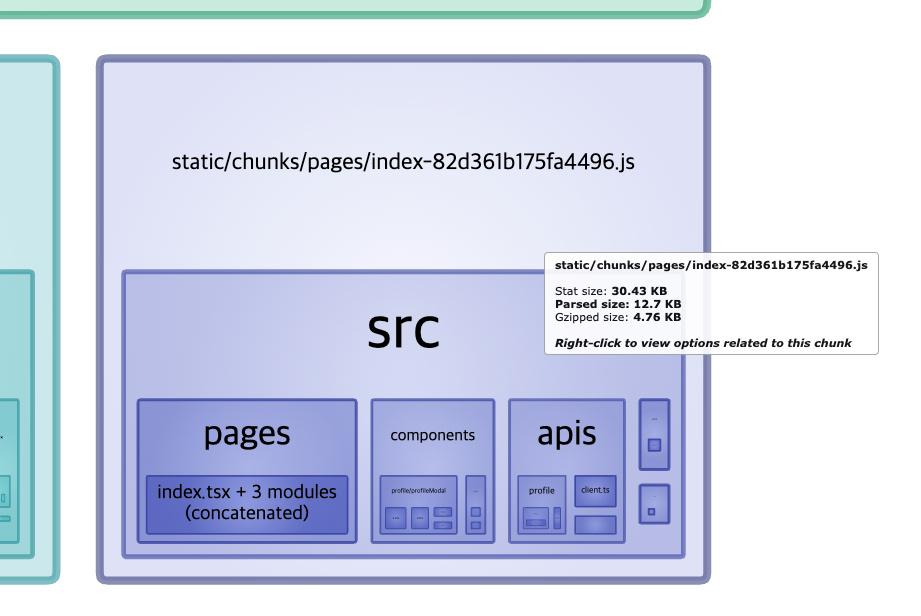 static/chunks/pages/index-82d361b175fa4496.js
static/chunks/pages/index-82d361b175fa4496.js
Stat size: 30.43 KB
Parsed size: 12.7 KB
Gzipped size: 4.76 KB
Right-click to view options related to this chunk
src
pages
components
apis
index.tsx + 3 modules
(concatenated)
profile/profileModal
...
...
...
profile
client.ts
...